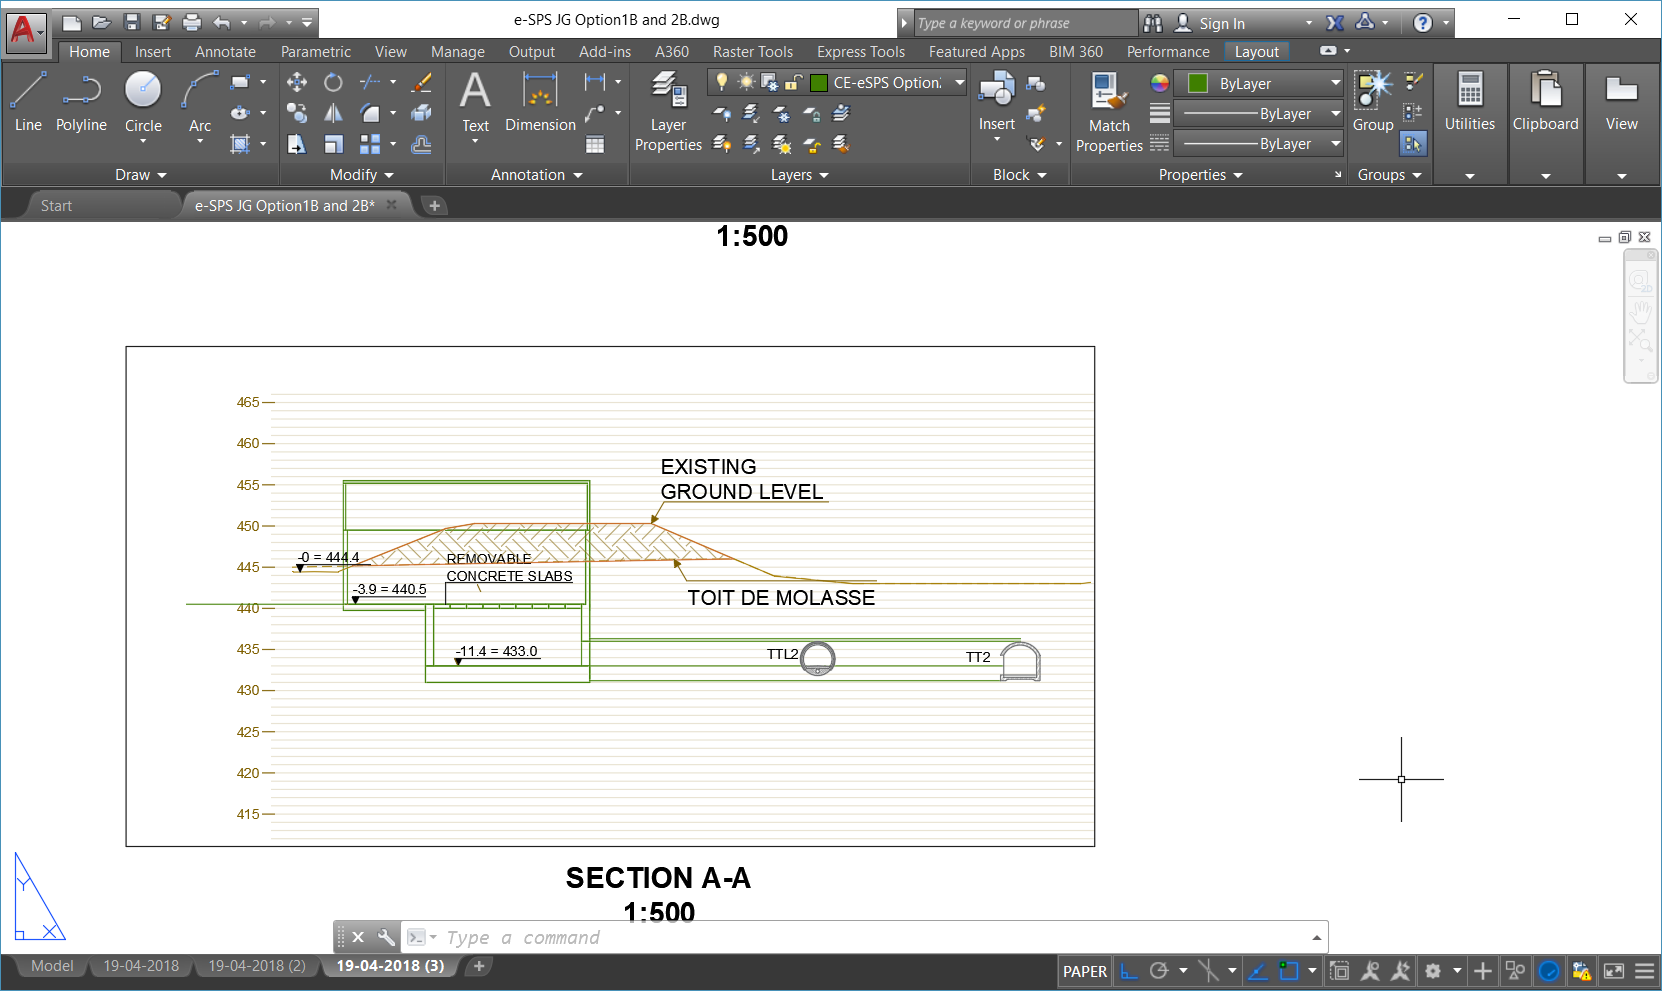 e-SPS JG Option1B and 2B.dwg
Type a keyword or phrase
Sign In
Home Insert Annotate Parametric View Manage Output Add-ins A360 Raster Tools Express Tools Featured Apps BIM 360 Performance Layout
Line Polyline Circle Arc
Draw
Modify
Text Dimension
Annotation
Layer
Properties
CE-eSPS Option
Layers
Insert
Block
Match
Properties
ByLayer
ByLayer
ByLayer
Properties
Group
Groups
Utilities
Clipboard
View
Start
e-SPS JG Option1B and 2B*
1:500
465
460
455
450
445
440
435
430
425
420
415
EXISTING
GROUND LEVEL
-0 = 444.4
REMOVABLE
CONCRETE SLABS
-3.9 = 440.5
TOIT DE MOLASSE
-11.4 = 433.0
TTL2
TT2
SECTION A-A
1:500
Y
X
Type a command
Model 19-04-2018 19-04-2018 (2) 19-04-2018 (3)
PAPER